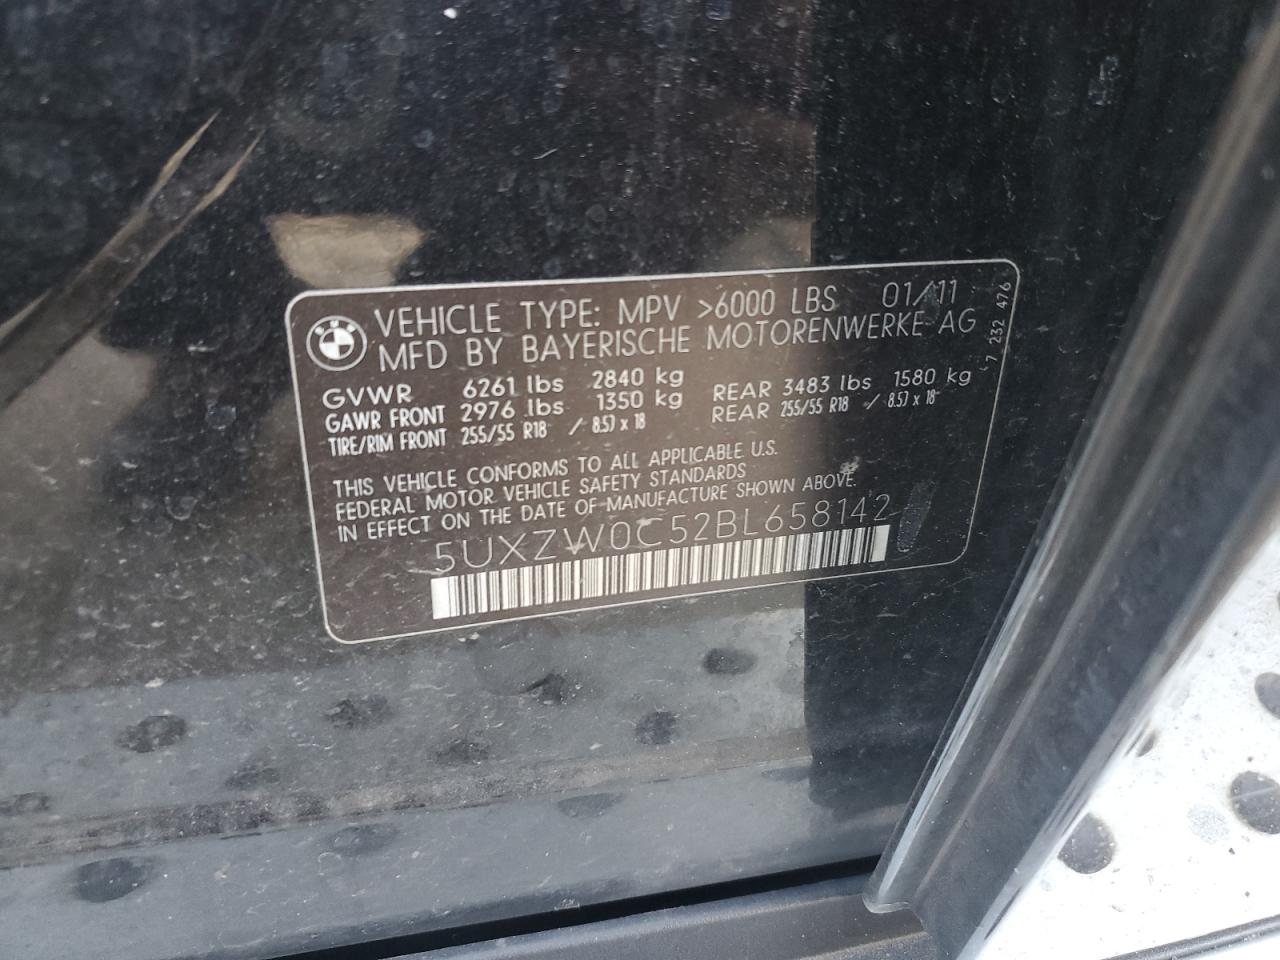 VEHICLE TYPE: MPV >6000 LBS 01/11
MFD BY BAYERISCHE MOTORENWERKE AG
GVWR 6261 lbs 2840 kg
GAWR FRONT 2976 lbs 1350 kg REAR 3483 lbs 1580 kg
TIRE/RIM FRONT 255/55 R18 / 8.5J x 18 REAR 255/55 R18 / 8.5J x 18
THIS VEHICLE CONFORMS TO ALL APPLICABLE U.S.
FEDERAL MOTOR VEHICLE SAFETY STANDARDS
IN EFFECT ON THE DATE OF MANUFACTURE SHOWN ABOVE.
5UXZW0C52BL658142
7 232 476